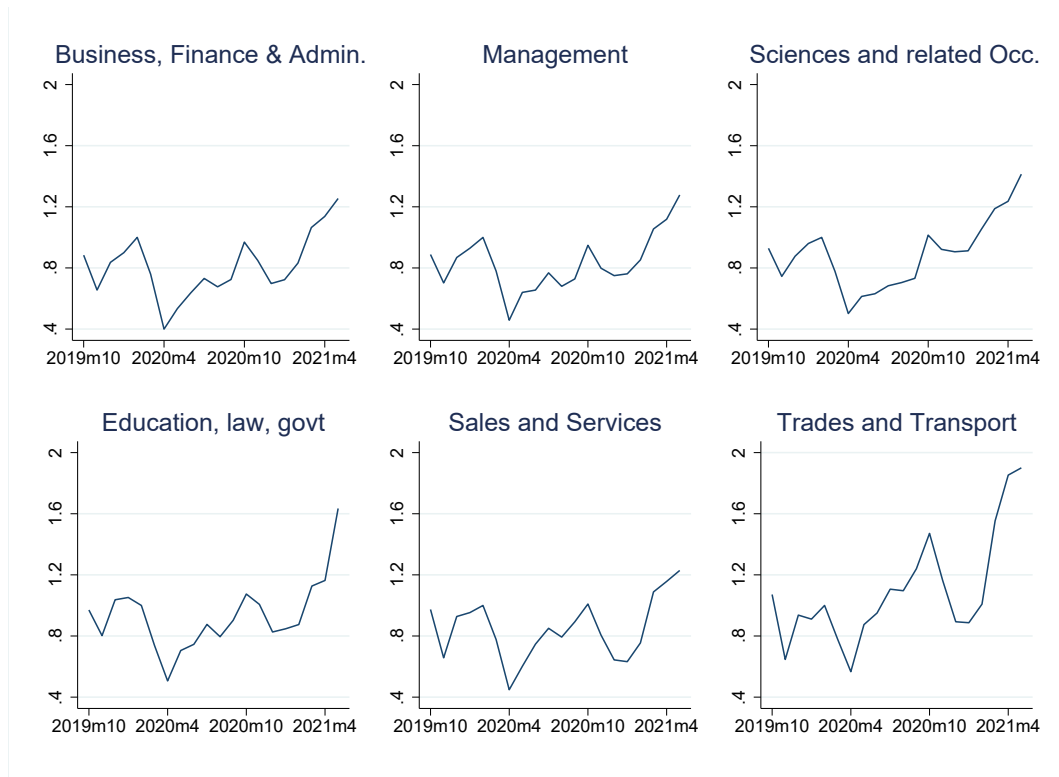 Business, Finance & Admin.
2
1.6
1.2
.8
.4
2019m10 2020m4 2020m10 2021m4
Management
2
1.6
1.2
.8
.4
2019m10 2020m4 2020m10 2021m4
Sciences and related Occ.
2
1.6
1.2
.8
.4
2019m10 2020m4 2020m10 2021m4
Education, law, govt
2
1.6
1.2
.8
.4
2019m10 2020m4 2020m10 2021m4
Sales and Services
2
1.6
1.2
.8
.4
2019m10 2020m4 2020m10 2021m4
Trades and Transport
2
1.6
1.2
.8
.4
2019m10 2020m4 2020m10 2021m4